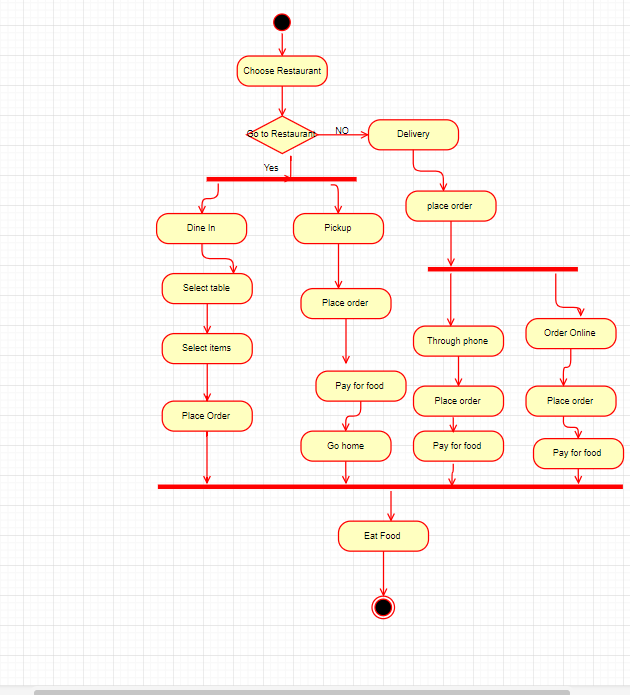 Choose Restaurant
Go to Restaurant
NO
Delivery
Yes
place order
Dine In
Pickup
Select table
Place order
Order Online
Through phone
Select items
Pay for food
Place order
Place order
Place Order
Go home
Pay for food
Pay for food
Eat Food